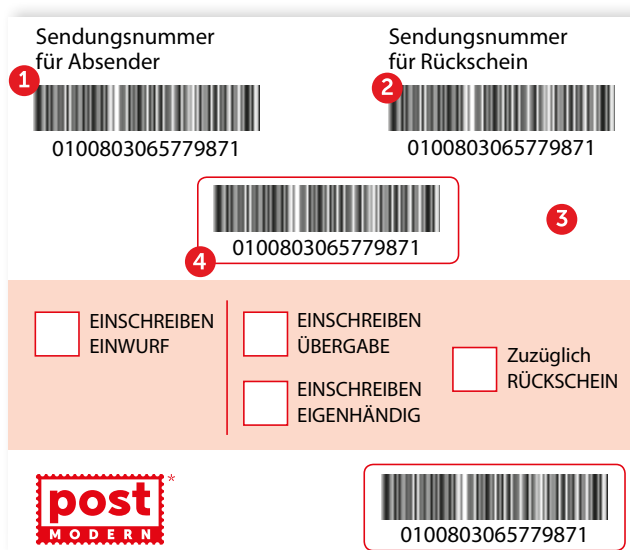 Sendungsnummer
für Absender
1
0100803065779871
Sendungsnummer
für Rückschein
2
0100803065779871
0100803065779871
4
3
EINSCHREIBEN
EINWURF
EINSCHREIBEN
ÜBERGABE
EINSCHREIBEN
EIGENHÄNDIG
Zuzüglich
RÜCKSCHEIN
post*
MODERN
0100803065779871